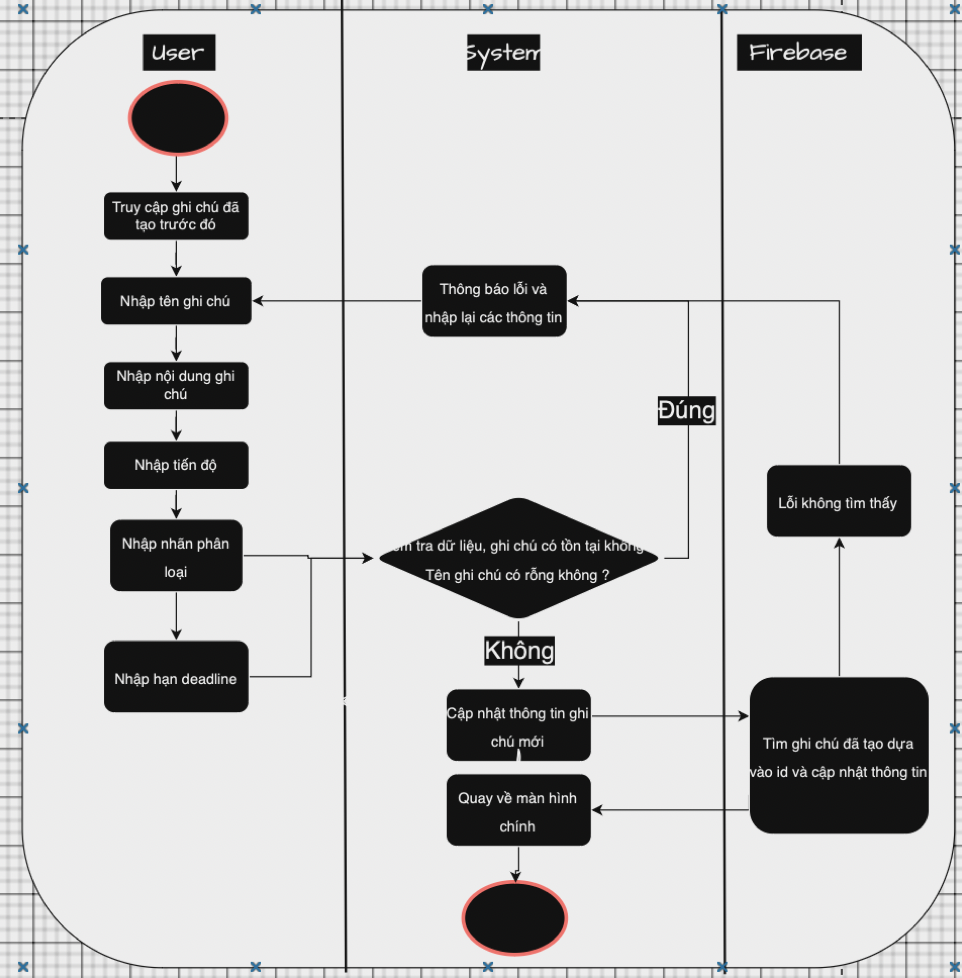 User
System
Firebase
Truy cập ghi chú đã
tạo trước đó
Nhập tên ghi chú
Thông báo lỗi và
nhập lại các thông tin
Nhập nội dung ghi
chú
Đúng
Nhập tiến độ
Lỗi không tìm thấy
Nhập nhãn phân
loại
tra dữ liệu, ghi chú có tồn tại không
Tên ghi chú có rỗng không ?
Không
Nhập hạn deadline
Cập nhật thông tin ghi
chú mới
Tìm ghi chú đã tạo dựa
vào id và cập nhật thông tin
Quay về màn hình
chính